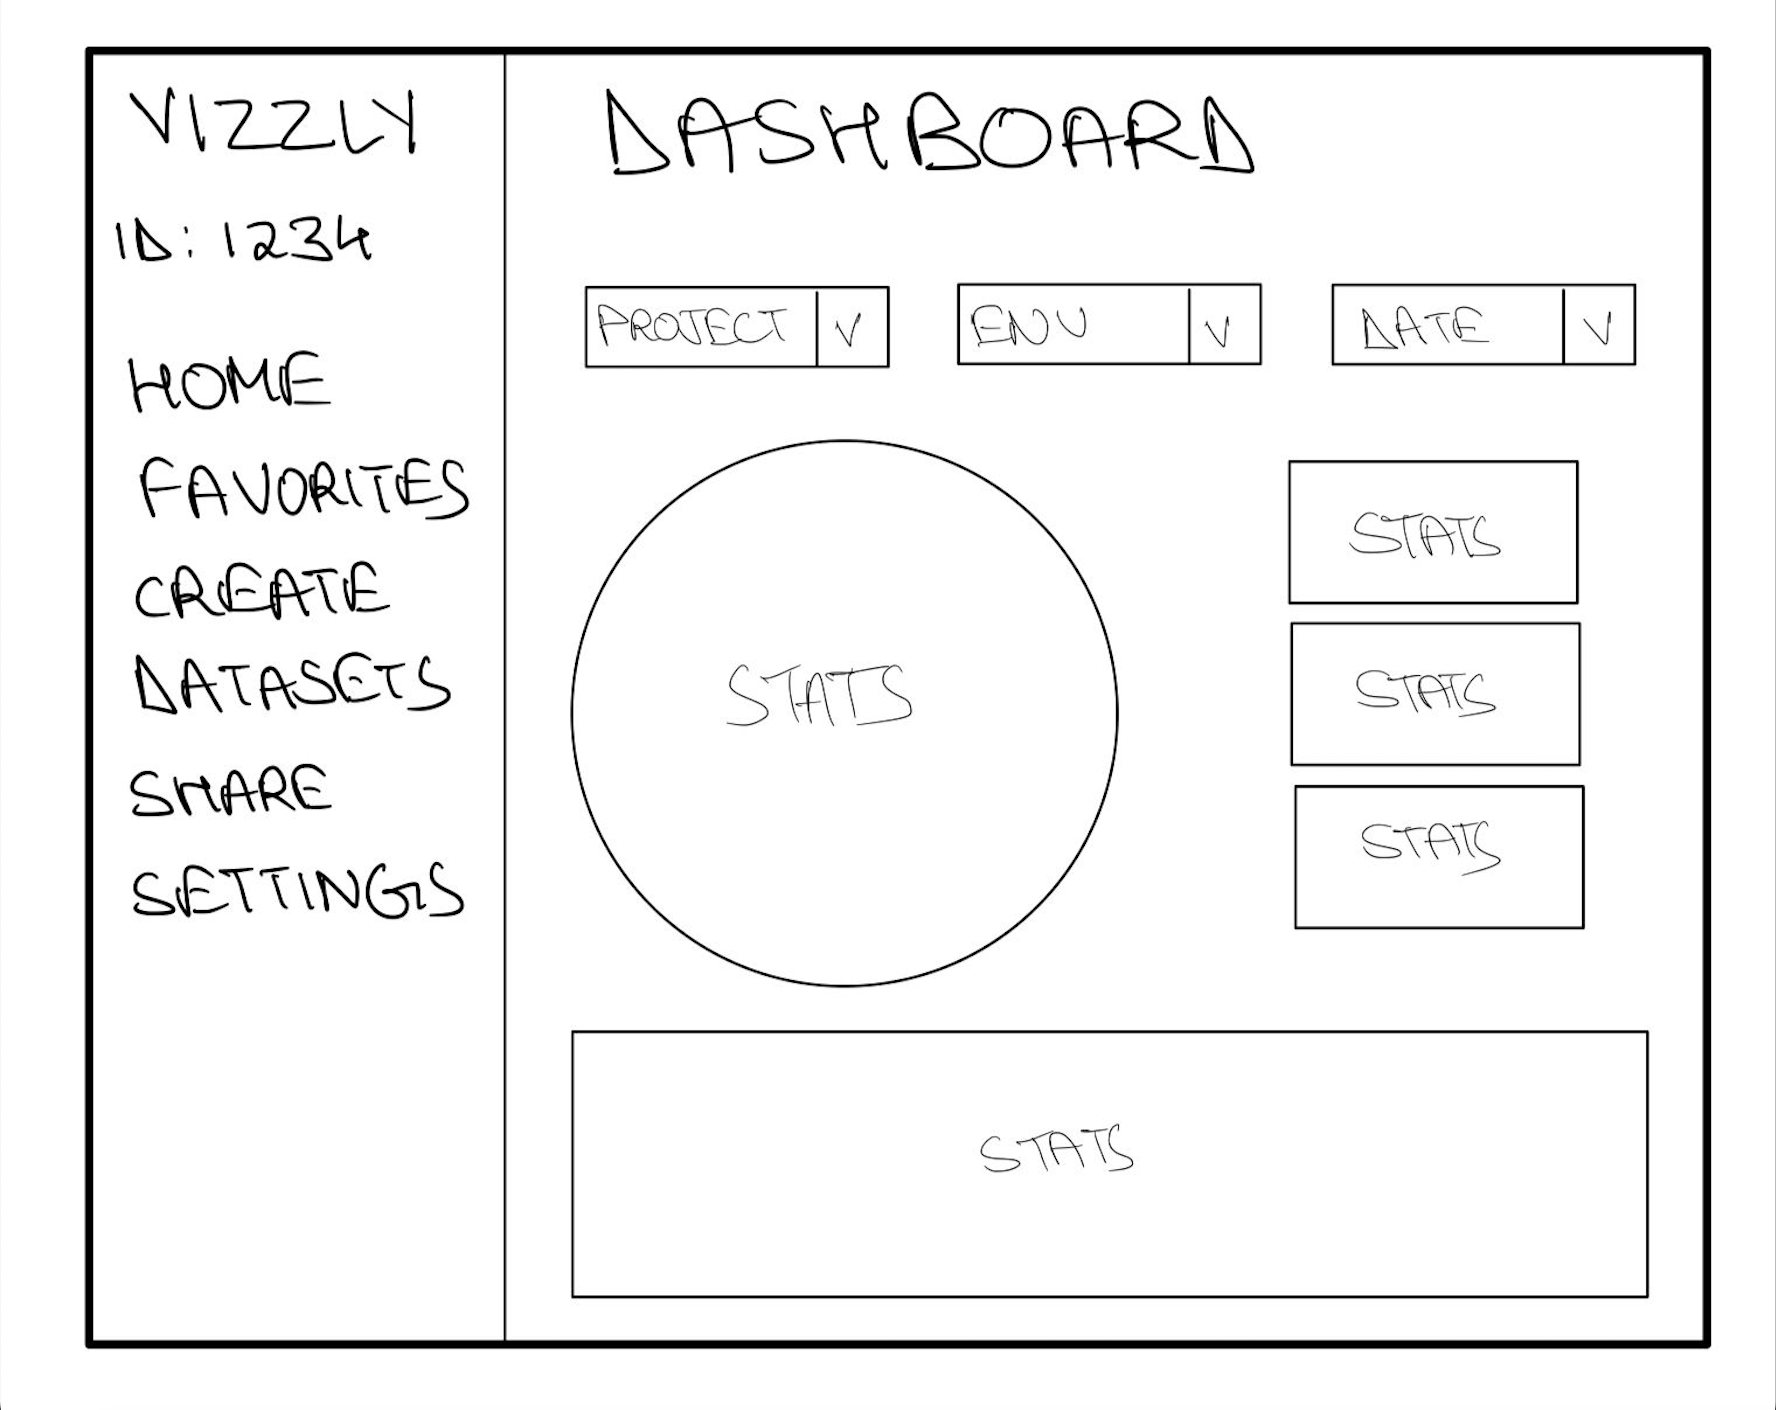 VIZZLY
ID: 1234
HOME
FAVORITES
CREATE
DATASETS
SHARE
SETTINGS
DASHBOARD
PROJECT V
ENV V
DATE V
STATS
STATS
STATS
STATS
STATS